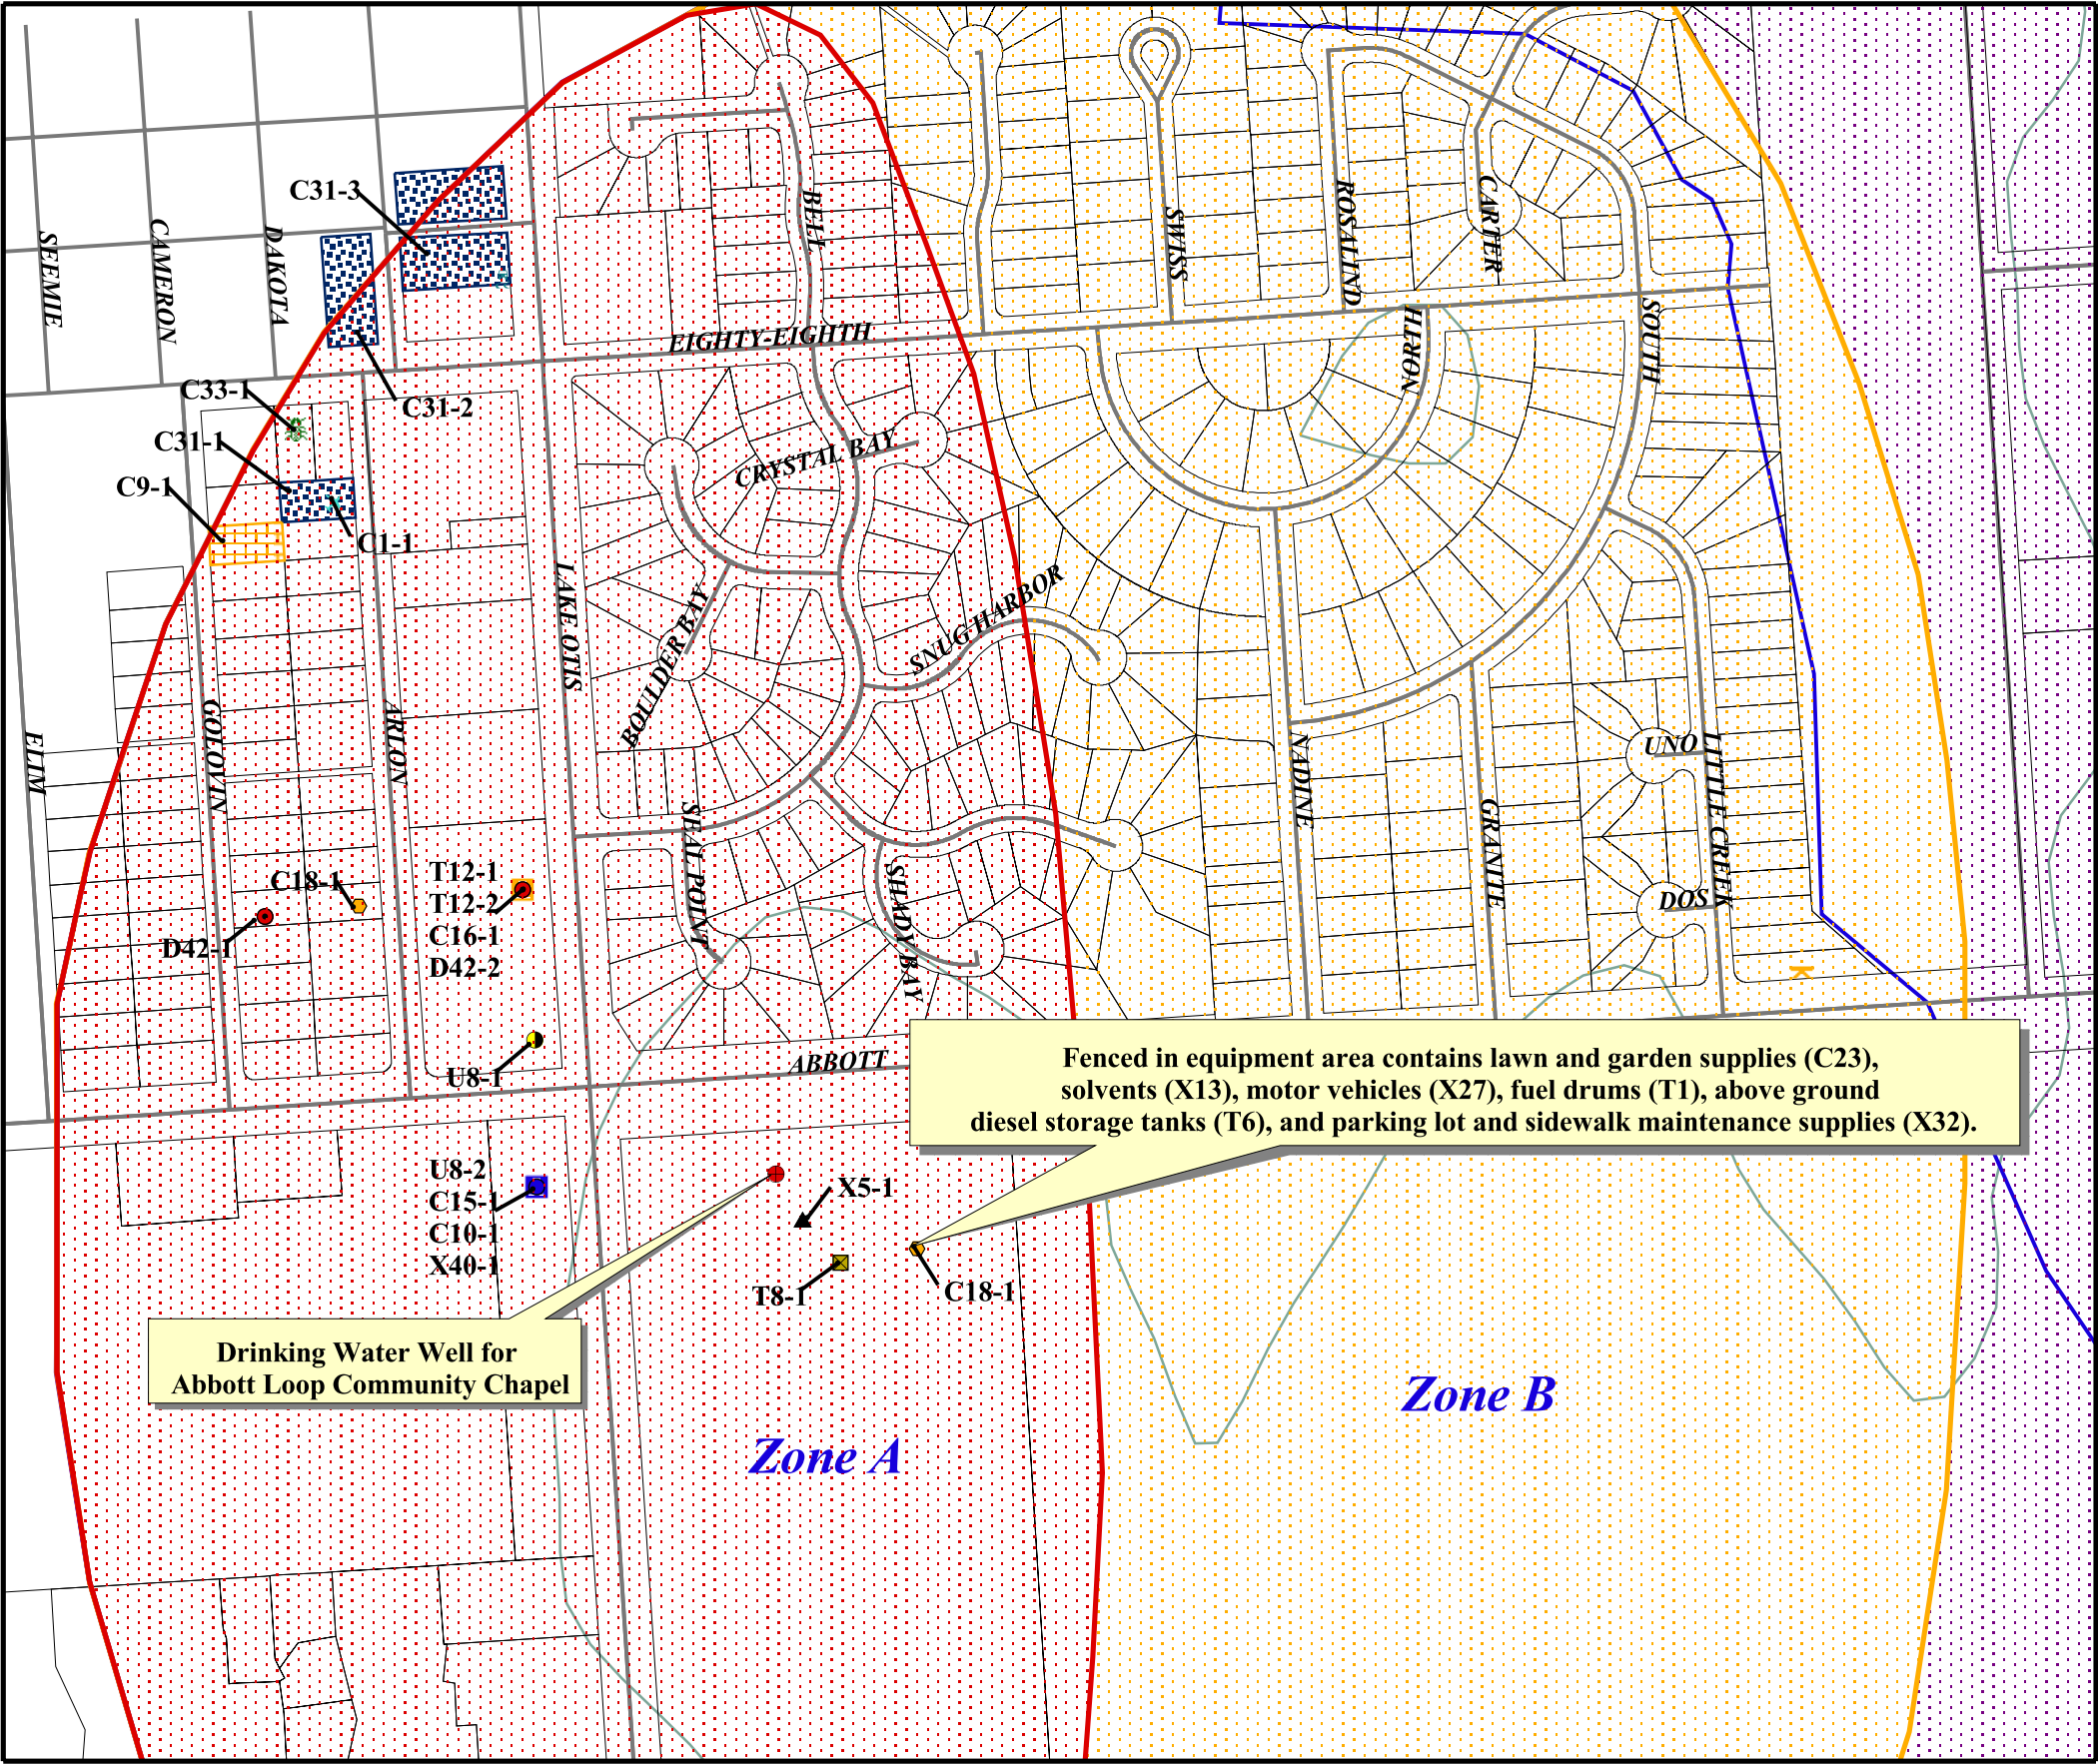 C31-3
BELL
SWISS
ROSALIND
CARTER
SEEMIE
CAMERON
DAKOTA
EIGHTY-EIGHTH
HERON
SOUTH
C33-1
C31-2
C31-1
CRYSTAL BAY
C9-1
C1-1
LAKE OTIS
BOULDER BAY
SNUG HARBOR
ELIM
GOLOVIN
ARLON
NADINE
UNO
LITTLE CREEK
SEAL POINT
GRANITE
SHADY BAY
DOS
T12-1
C18-1
T12-2
C16-1
D42-1
D42-2
K
U8-1
ABBOTT
Fenced in equipment area contains lawn and garden supplies (C23),
solvents (X13), motor vehicles (X27), fuel drums (T1), above ground
diesel storage tanks (T6), and parking lot and sidewalk maintenance supplies (X32).
U8-2
C15-1
C10-1
X40-1
X5-1
T8-1
C18-1
Drinking Water Well for
Abbott Loop Community Chapel
Zone A
Zone B